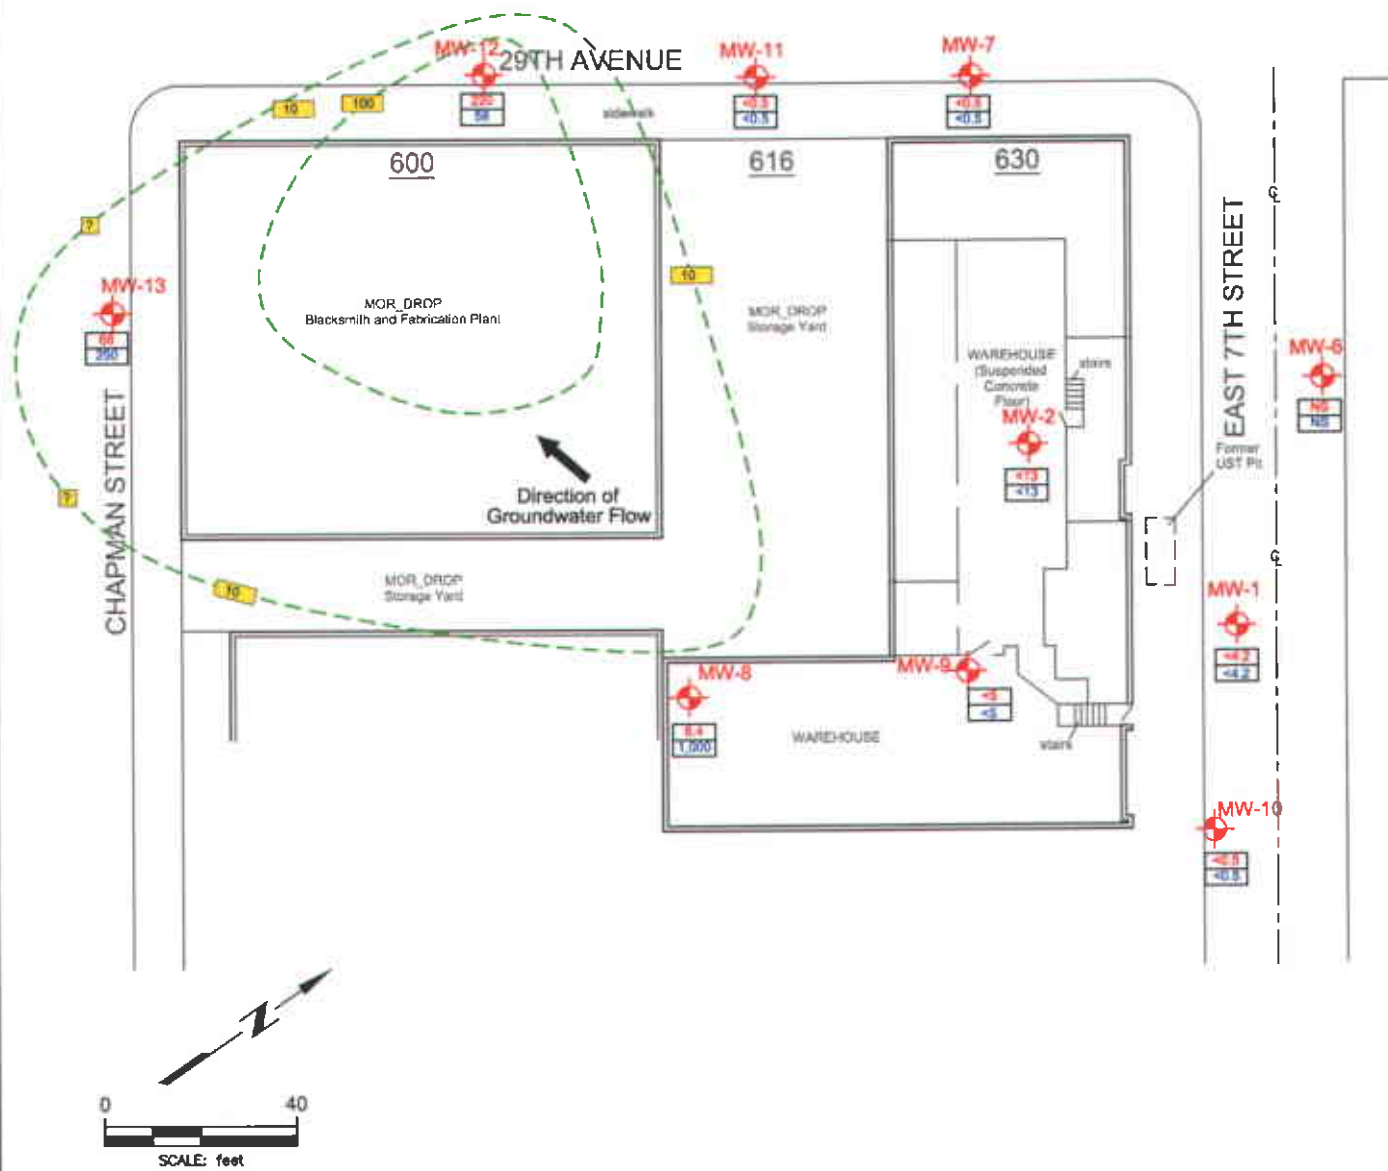 MW-12
29TH AVENUE
MW-11
MW-7
10
100
220
58
sidewalk
<0.5
<0.5
<0.5
<0.5
600
616
630
℄
?
MW-13
66
250
10
MOR_DROP
Blacksmith and Fabrication Plant
MOR_DROP
Storage Yard
WAREHOUSE
(Suspended
Concrete
Floor)
stairs
EAST 7TH STREET
MW-6
NS
NS
MW-2
<13
<13
Former
UST Pit
CHAPMAN STREET
?
Direction of
Groundwater Flow
℄
10
MOR_DROP
Storage Yard
MW-1
<4.2
<4.2
MW-8
8.4
1,000
MW-9
<5
<5
WAREHOUSE
stairs
MW-10
<0.5
<0.5
N
0 40
SCALE: feet